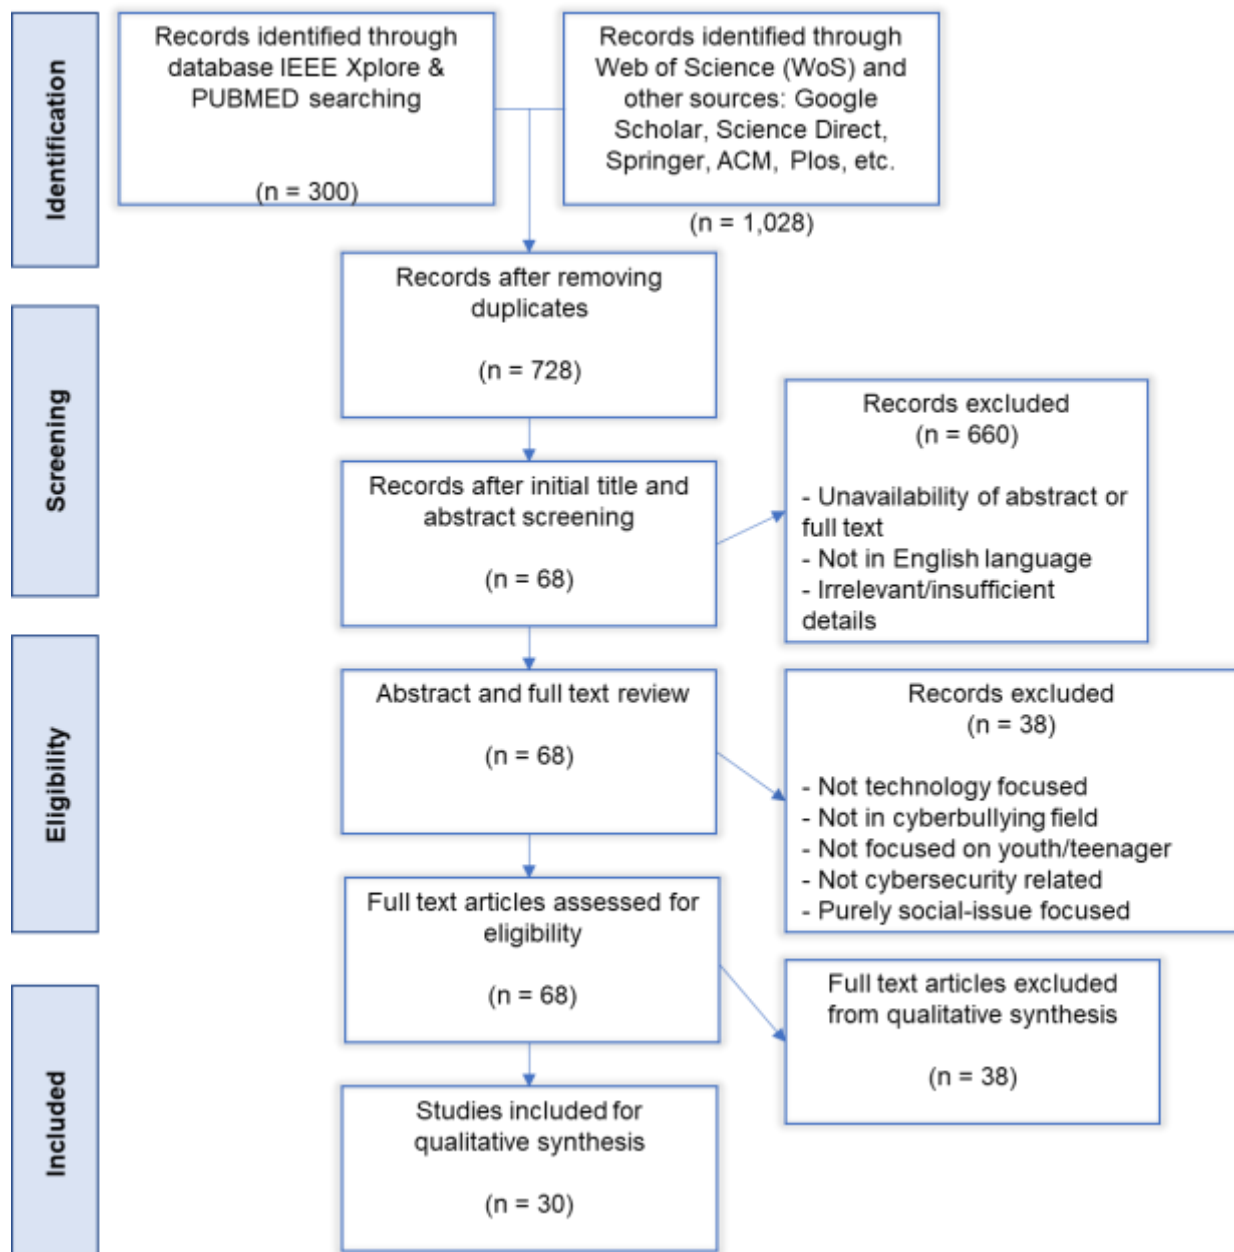 Identification
Records identified through
database IEEE Xplore &
PUBMED searching
(n = 300)
Records identified through
Web of Science (WoS) and
other sources: Google
Scholar, Science Direct,
Springer, ACM, Plos, etc.
(n = 1,028)
Records after removing
duplicates
(n = 728)
Screening
Records after initial title and
abstract screening
(n = 68)
Records excluded
(n = 660)
- Unavailability of abstract or
full text
- Not in English language
- Irrelevant/insufficient
details
Eligibility
Abstract and full text review
(n = 68)
Records excluded
(n = 38)
- Not technology focused
- Not in cyberbullying field
- Not focused on youth/teenager
- Not cybersecurity related
- Purely social-issue focused
Full text articles assessed for
eligibility
(n = 68)
Full text articles excluded
from qualitative synthesis
(n = 38)
Included
Studies included for
qualitative synthesis
(n = 30)